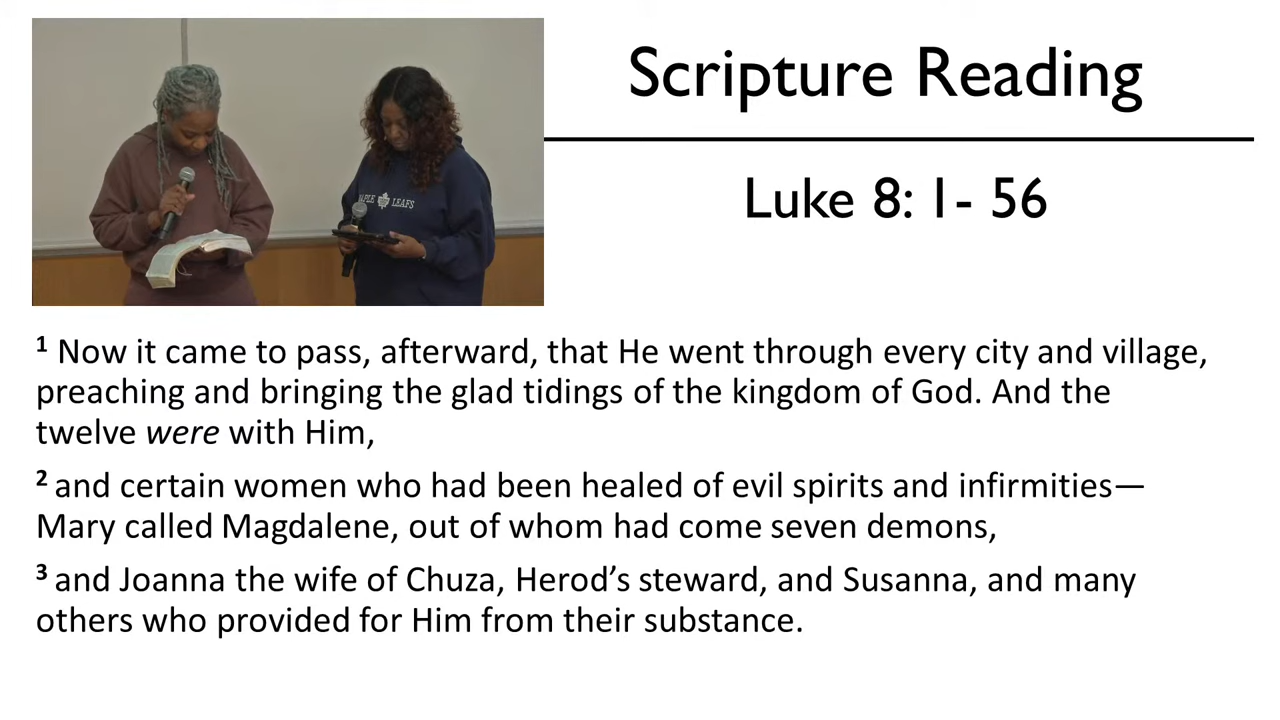 Scripture Reading
Luke 8: 1- 56
LEAFS
1 Now it came to pass, afterward, that He went through every city and village,
preaching and bringing the glad tidings of the kingdom of God. And the
twelve were with Him,
2 and certain women who had been healed of evil spirits and infirmities—
Mary called Magdalene, out of whom had come seven demons,
3 and Joanna the wife of Chuza, Herod’s steward, and Susanna, and many
others who provided for Him from their substance.